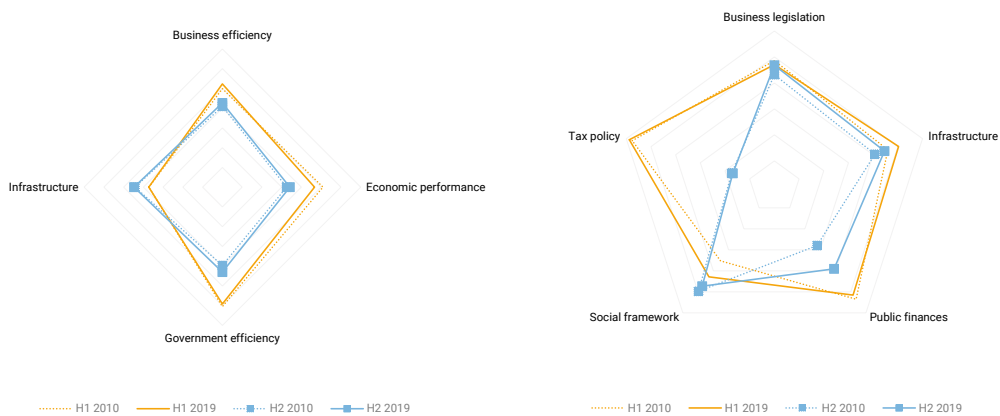 Business efficiency
Infrastructure
Economic performance
Government efficiency
H1 2010
H1 2019
H2 2010
H2 2019
Business legislation
Tax policy
Infrastructure
Social framework
Public finances
H1 2010
H1 2019
H2 2010
H2 2019